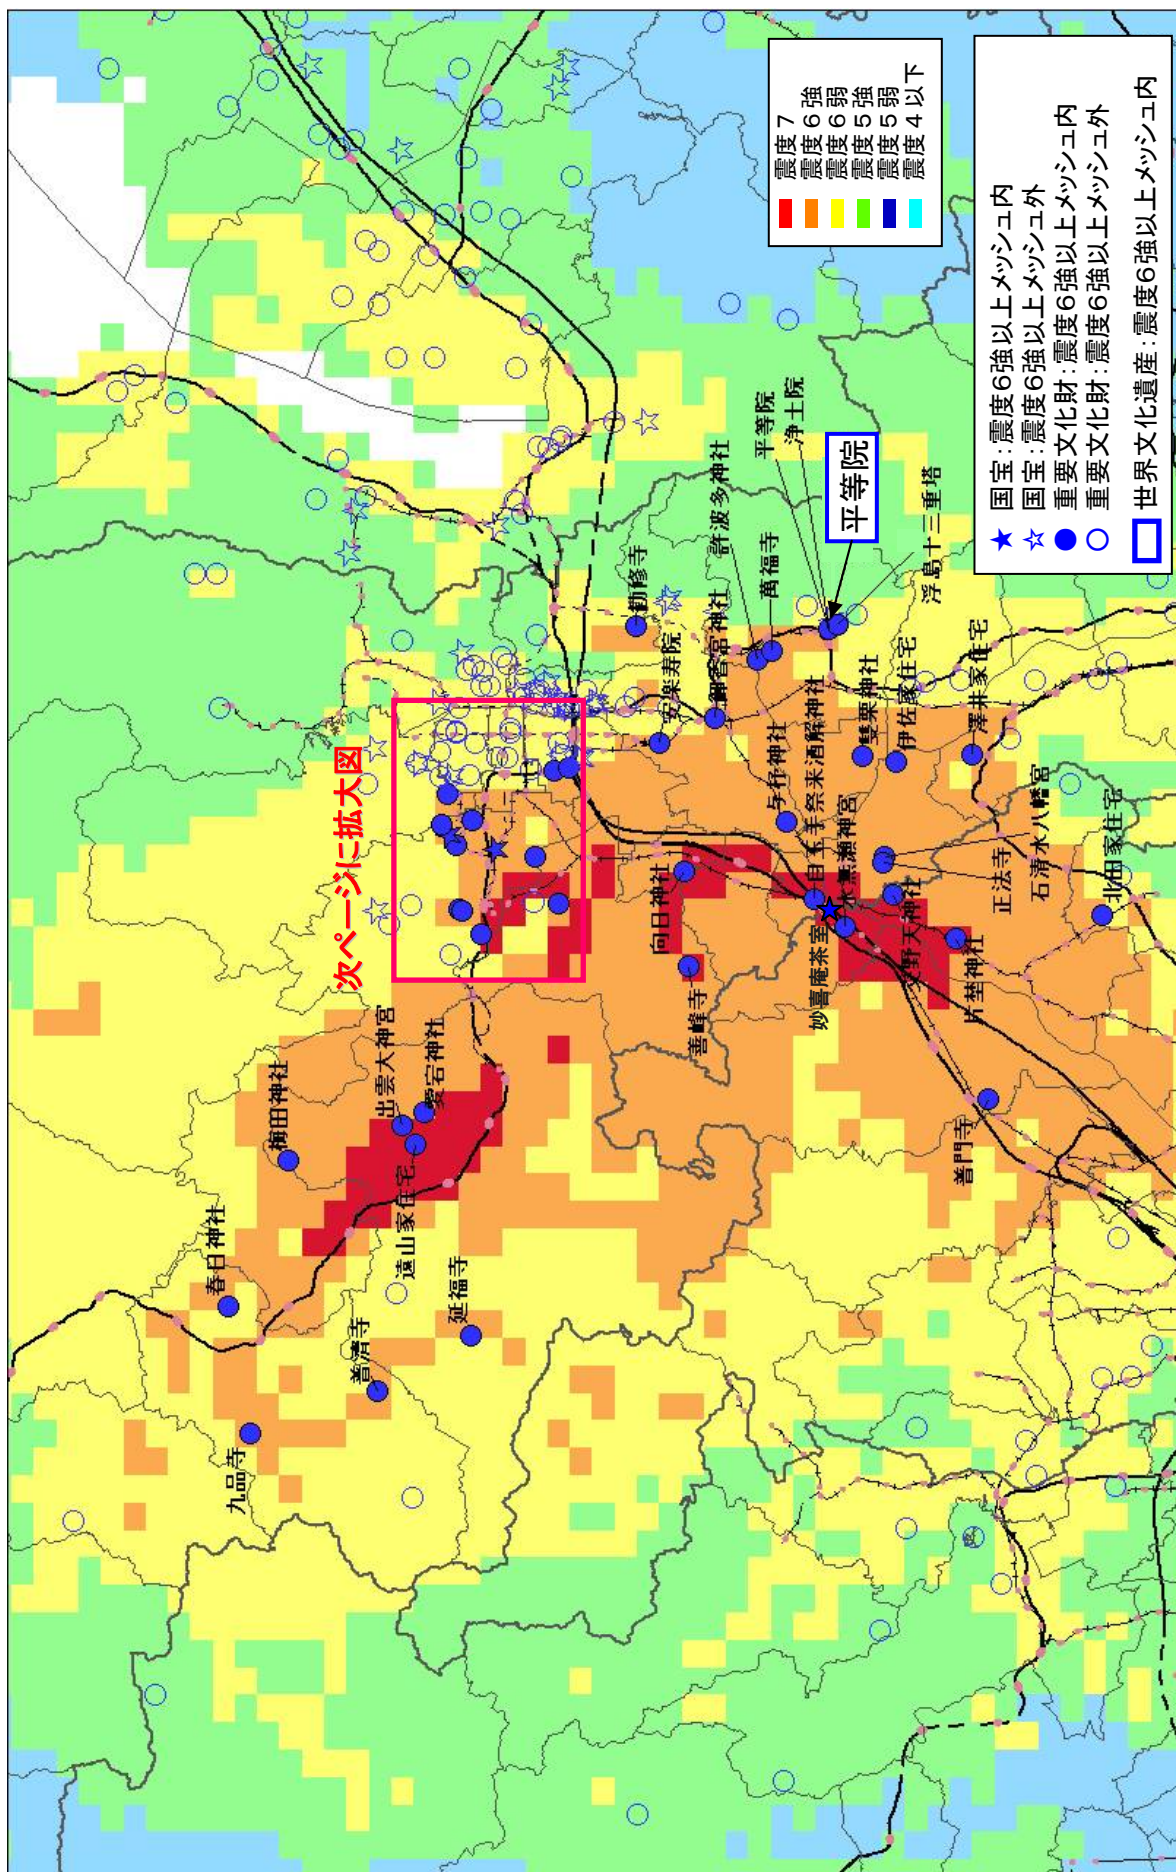 次ページに拡大図
九品寺
春日神社
普済寺
延福寺
梅田神社
出雲大神宮
愛宕神社
遠山家住宅
普門寺
善峰寺
向日神社
片埜神社
交野天神社
妙喜庵茶室
水無瀬神宮
自玉手祭来酒解神社
与杼神社
北田家住宅
石清水八幡宮
正法寺
澤井家住宅
伊佐家住宅
雙栗神社
安楽寿院
御香宮神社
勧修寺
許波多神社
萬福寺
平等院
浄土院
平等院
浮島十三重塔
震度7
震度6強
震度6弱
震度5強
震度5弱
震度4以下
国宝:震度6強以上メッシュ内
国宝:震度6強以上メッシュ外
重要文化財:震度6強以上メッシュ内
重要文化財:震度6強以上メッシュ外
世界文化遺産:震度6強以上メッシュ内